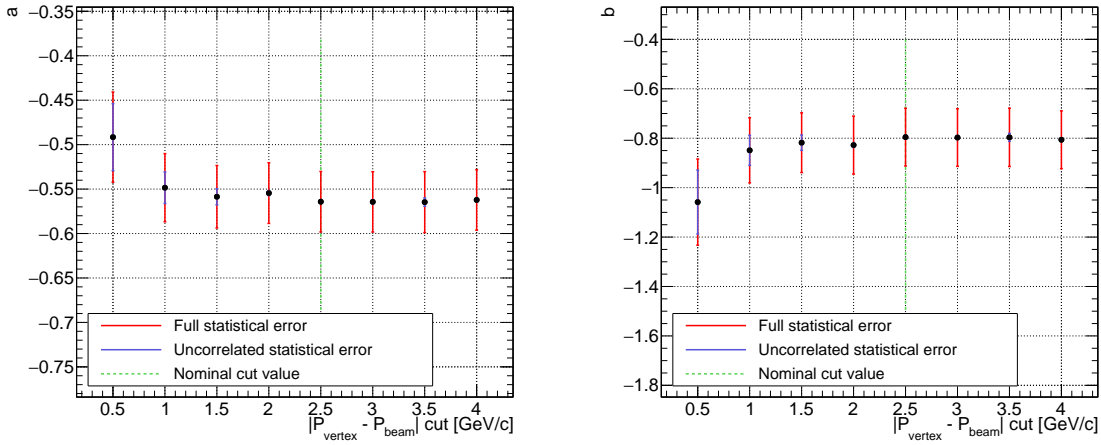 a
−0.35
−0.4
−0.45
−0.5
−0.55
−0.6
−0.65
−0.7
−0.75
Full statistical error
Uncorrelated statistical error
Nominal cut value
0.5 1 1.5 2 2.5 3 3.5 4
|P_vertex - P_beam| cut [GeV/c]
b
−0.4
−0.6
−0.8
−1
−1.2
−1.4
−1.6
−1.8
Full statistical error
Uncorrelated statistical error
Nominal cut value
0.5 1 1.5 2 2.5 3 3.5 4
|P_vertex - P_beam| cut [GeV/c]